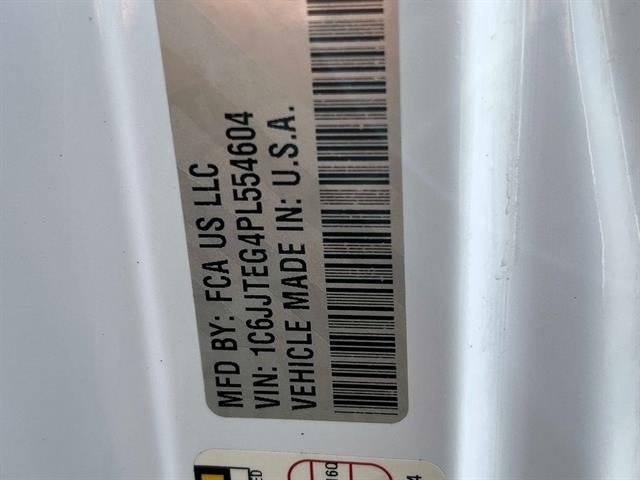 MFD BY: FCA US LLC
VIN: 1C6JJTEG4PL554604
VEHICLE MADE IN: U.S.A.